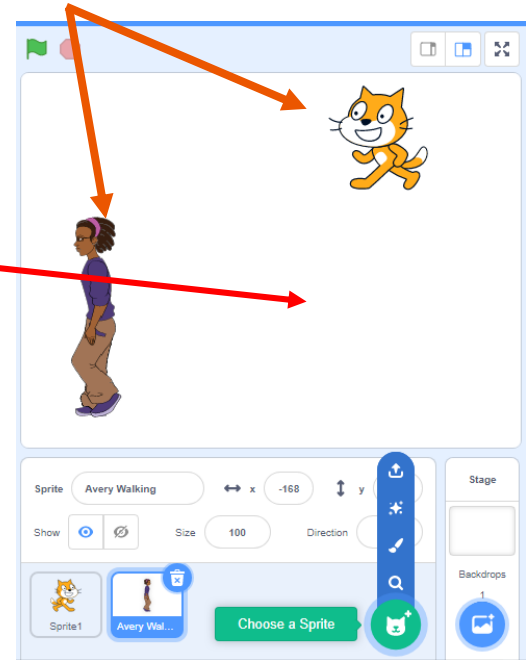 Sprite Avery Walking x -168 y
Stage
Show Size 100 Direction
Backdrops
1
Sprite1 Avery Wal... Choose a Sprite